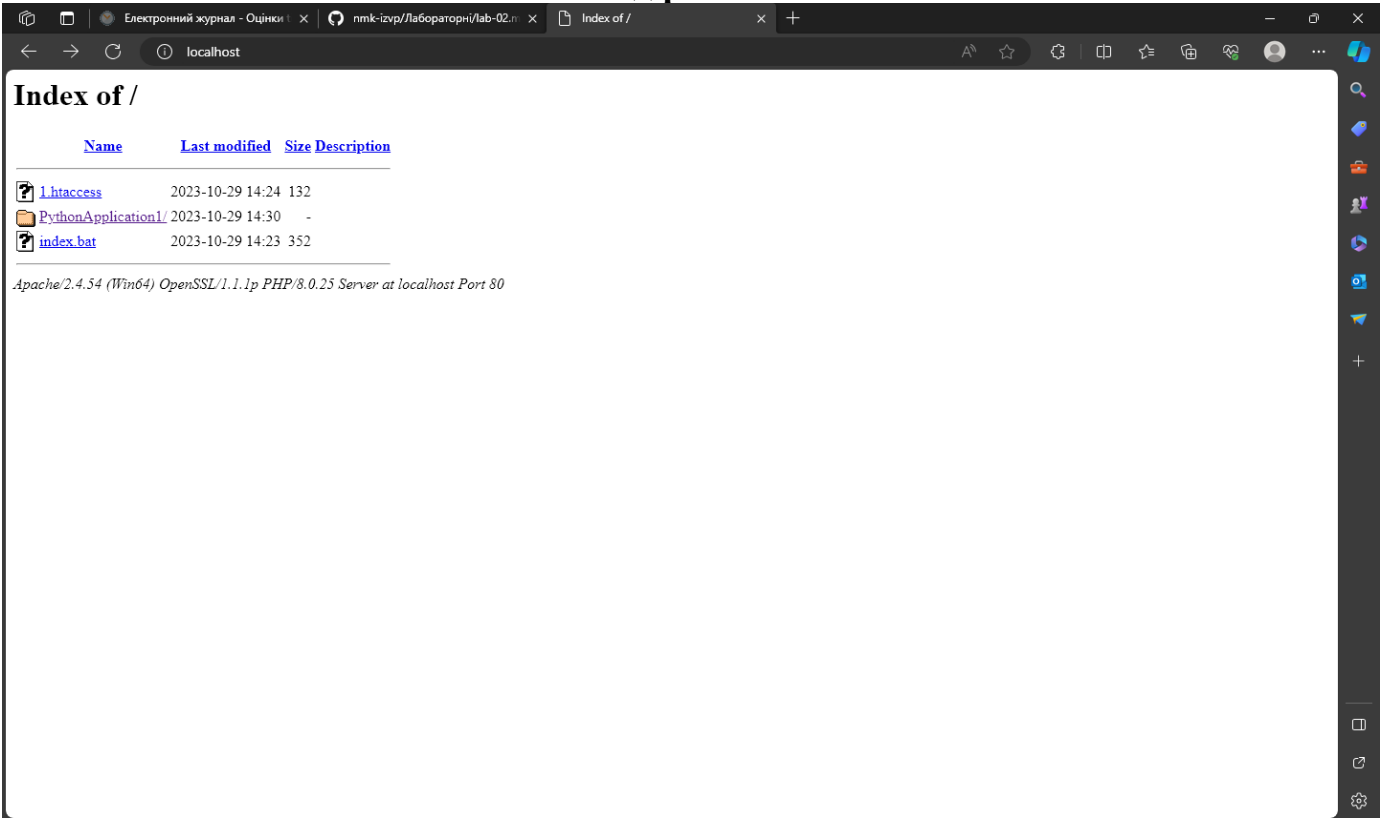 Електронний журнал - Оцінки
nmk-izvp/Лабораторні/lab-02.m
Index of /
localhost
Index of /
Name Last modified Size Description
1.htaccess 2023-10-29 14:24 132
PythonApplication1/ 2023-10-29 14:30 -
index.bat 2023-10-29 14:23 352
Apache/2.4.54 (Win64) OpenSSL/1.1.1p PHP/8.0.25 Server at localhost Port 80